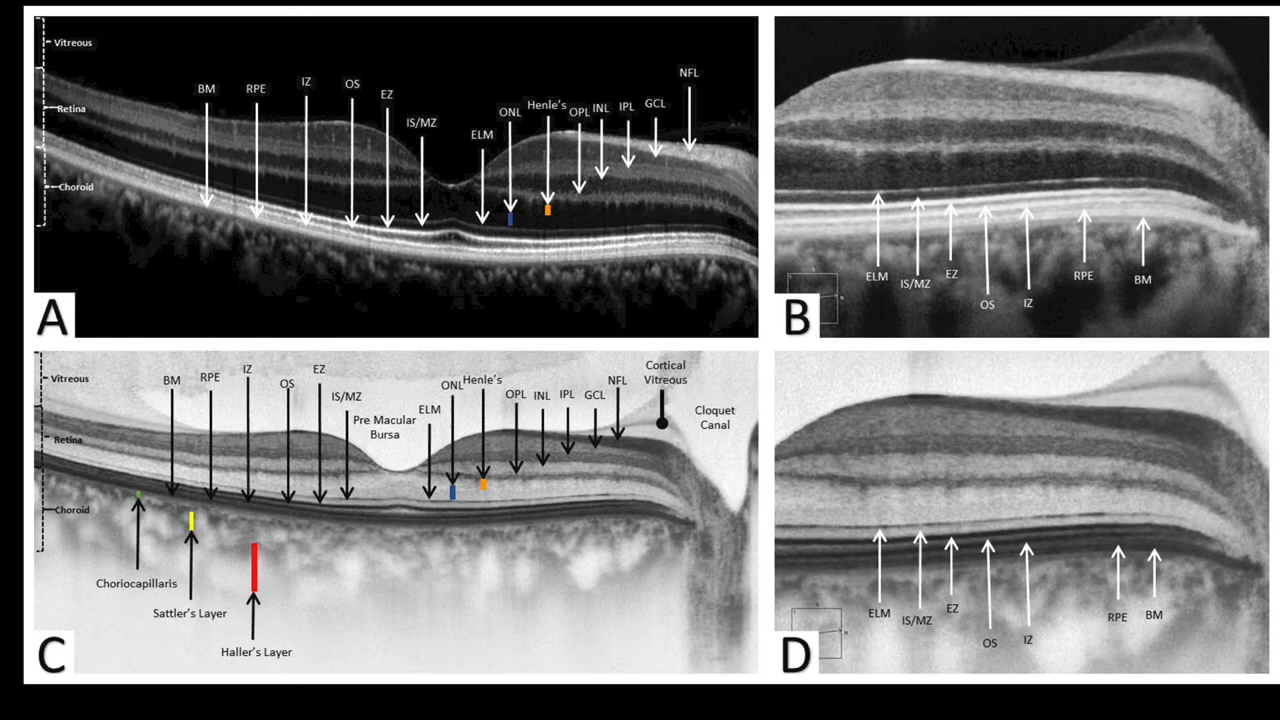 Vitreous
Retina
Choroid
BM
RPE
IZ
OS
EZ
IS/MZ
ELM
ONL
Henle's
OPL
INL
IPL
GCL
NFL
A
ELM
IS/MZ
EZ
OS
IZ
RPE
BM
B
Vitreous
Retina
Choroid
BM
RPE
IZ
OS
EZ
IS/MZ
Pre Macular
Bursa
ELM
ONL
Henle's
OPL
INL
IPL
GCL
NFL
Cortical
Vitreous
Cloquet
Canal
Choriocapillaris
Sattler's Layer
Haller's Layer
C
ELM
IS/MZ
EZ
OS
IZ
RPE
BM
D